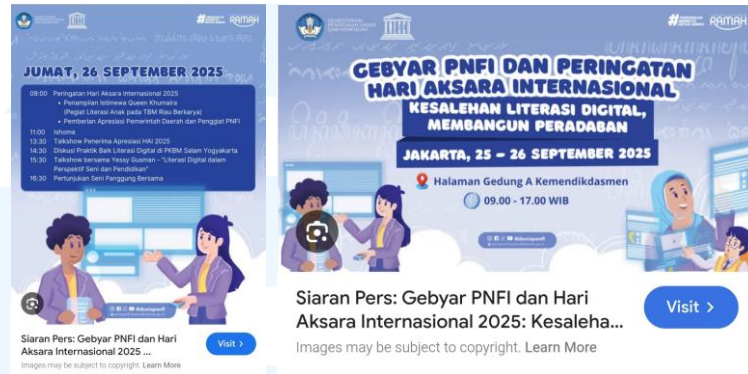 RAMAH
JUMAT, 26 SEPTEMBER 2025
09:00 Peringatan Hari Aksara Internasional 2025
• Penampilan Istimewa Queen Khumaira
(Pegiat Literasi Anak pada TBM Riau Berkarya)
• Pemberian Apresiasi Pemerintah Daerah dan Penggiat PNFI
11:00 Ishoma
13:30 Talkshow Penerima Apresiasi HAI 2025
14:30 Diskusi Praktik Baik Literasi Digital di PKBM Salam Yogyakarta
15:30 Talkshow bersama Yessy Gusman - "Literasi Digital dalam
Perspektif Seni dan Pendidikan"
16:30 Pertunjukan Seni Panggung Bersama
Siaran Pers: Gebyar PNFI dan Hari
Aksara Internasional 2025 ...
Visit >
Images may be subject to copyright. Learn More
KEMENTERIAN
PENDIDIKAN DASAR
DAN MENENGAH
RAMAH
GEBYAR PNFI DAN PERINGATAN
HARI AKSARA INTERNASIONAL
KESALEHAN LITERASI DIGITAL,
MEMBANGUN PERADABAN
JAKARTA, 25 – 26 SEPTEMBER 2025
Halaman Gedung A Kemendikdasmen
09.00 - 17.00 WIB
Siaran Pers: Gebyar PNFI dan Hari
Aksara Internasional 2025: Kesaleha...
Visit >
Images may be subject to copyright. Learn More